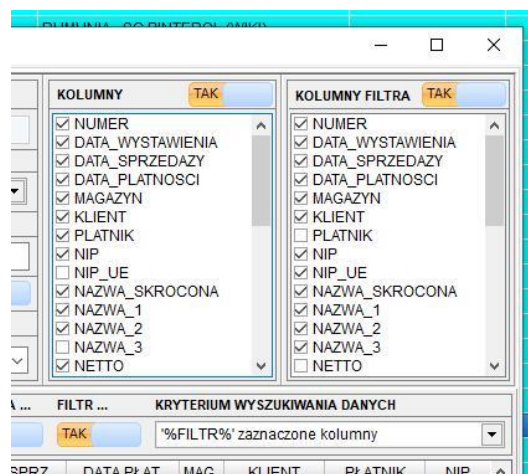 KOLUMNY TAK
NUMER
DATA_WYSTAWIENIA
DATA_SPRZEDAZY
DATA_PLATNOSCI
MAGAZYN
KLIENT
PLATNIK
NIP
NIP_UE
NAZWA_SKROCONA
NAZWA_1
NAZWA_2
NAZWA_3
NETTO
KOLUMNY FILTRA TAK
NUMER
DATA_WYSTAWIENIA
DATA_SPRZEDAZY
DATA_PLATNOSCI
MAGAZYN
KLIENT
PLATNIK
NIP
NIP_UE
NAZWA_SKROCONA
NAZWA_1
NAZWA_2
NAZWA_3
NETTO
FILTR ... KRYTERIUM WYSZUKIWANIA DANYCH
TAK '%FILTR%' zaznaczone kolumny
DATA PŁAT MAG KLIENT PŁATNIK NIP